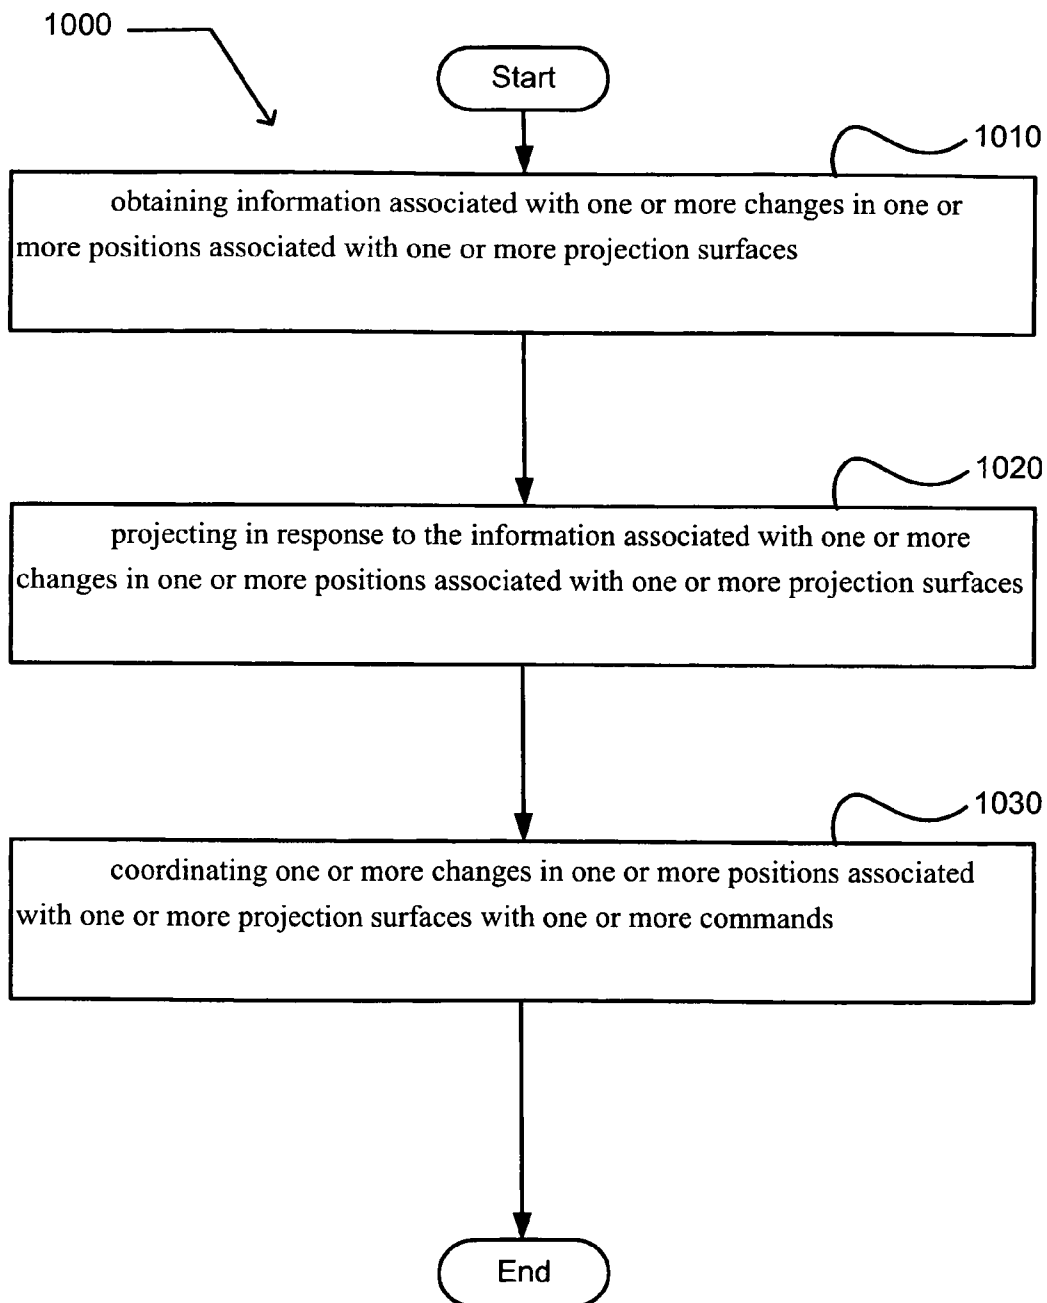 1000
Start
1010
obtaining information associated with one or more changes in one or
more positions associated with one or more projection surfaces
1020
projecting in response to the information associated with one or more
changes in one or more positions associated with one or more projection surfaces
1030
coordinating one or more changes in one or more positions associated
with one or more projection surfaces with one or more commands
End